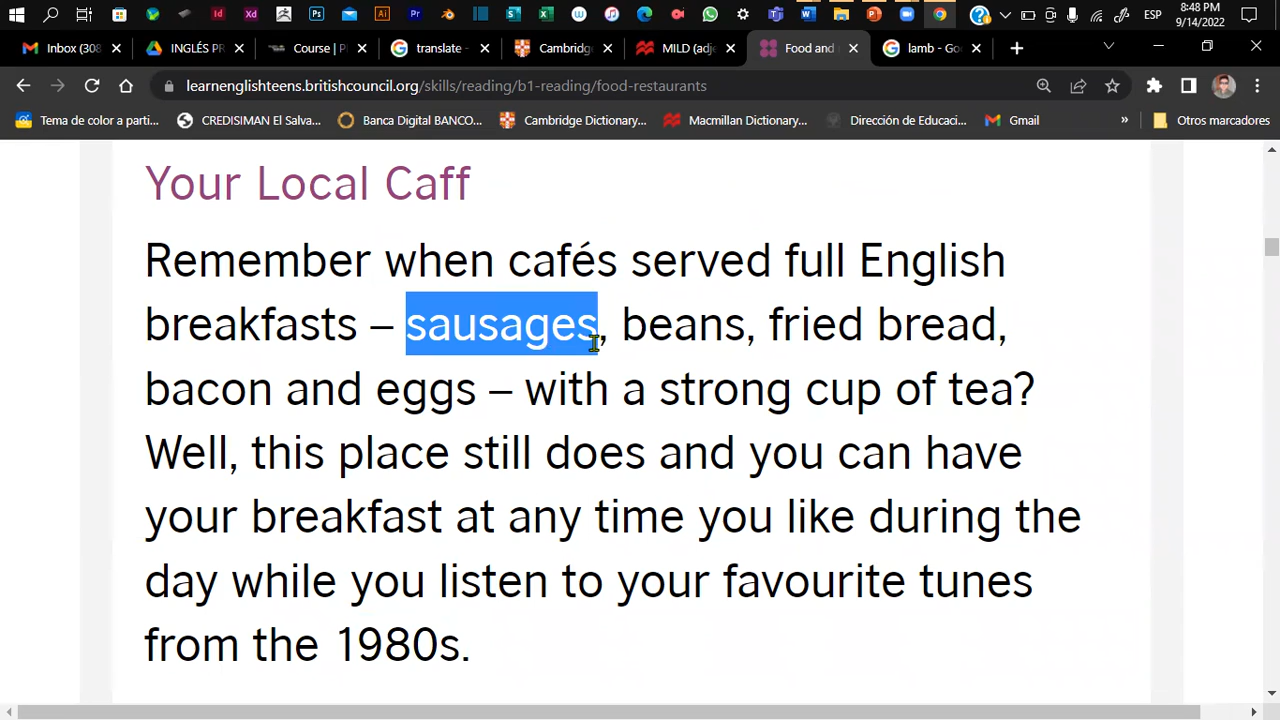 8:48 PM
ESP
9/14/2022
Inbox (308
INGLÉS PR
Course | P
translate -
Cambridg
MILD (adje
Food and
lamb - Goo
learnenglishteens.britishcouncil.org/skills/reading/b1-reading/food-restaurants
Tema de color a parti...
CREDISIMAN El Salva...
Banca Digital BANCO...
Cambridge Dictionary...
Macmillan Dictionary...
Dirección de Educaci...
Gmail
»
Otros marcadores
Your Local Caff
Remember when cafés served full English
breakfasts – sausages, beans, fried bread,
bacon and eggs – with a strong cup of tea?
Well, this place still does and you can have
your breakfast at any time you like during the
day while you listen to your favourite tunes
from the 1980s.